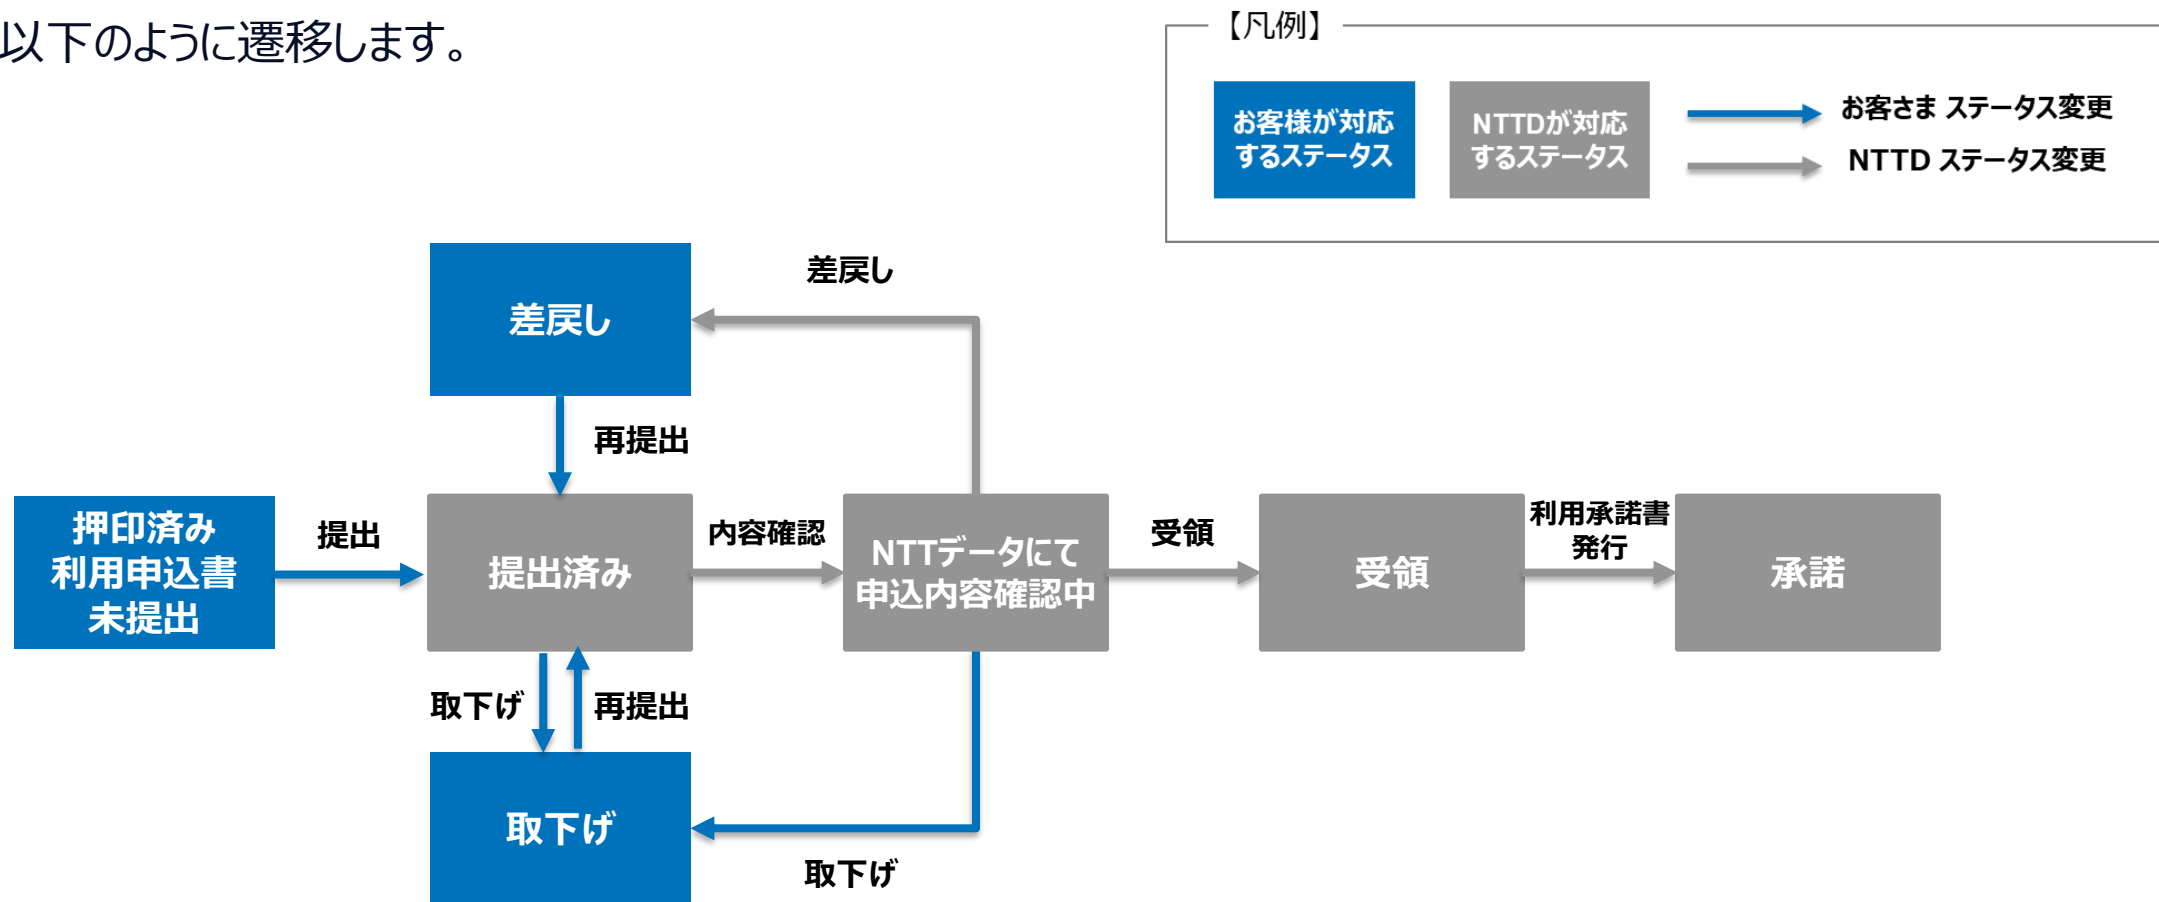 以下のように遷移します。
【凡例】
お客様が対応
するステータス
NTTDが対応
するステータス
お客さま ステータス変更
NTTD ステータス変更
差戻し
差戻し
再提出
押印済み
利用申込書
未提出
提出
提出済み
内容確認
NTTデータにて
申込内容確認中
受領
受領
利用承諾書
発行
承諾
取下げ
再提出
取下げ
取下げ